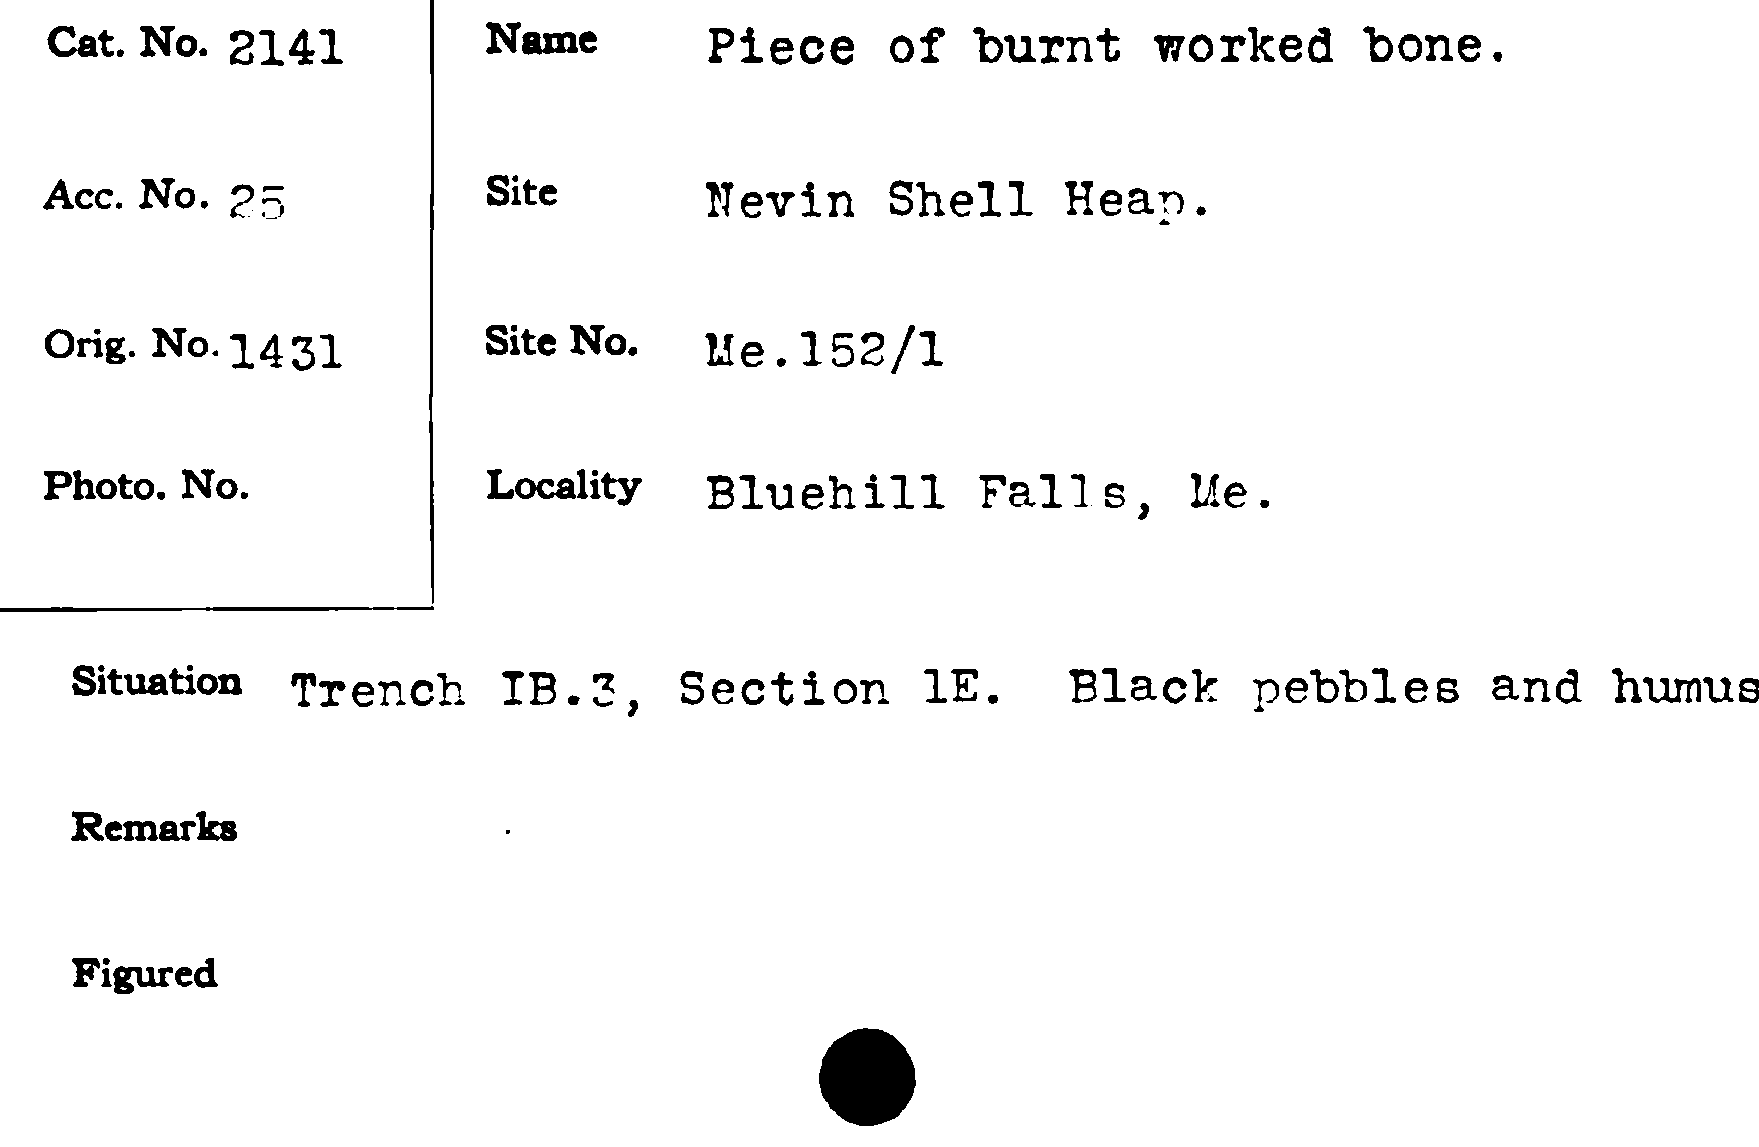 Cat. No. 2141
Name Piece of burnt worked bone.
Acc. No. 25
Site Nevin Shell Heap.
Orig. No. 1431
Site No. Me.152/1
Photo. No.
Locality Bluehill Falls, Me.
Situation Trench IB.3, Section 1E. Black pebbles and humus
Remarks
Figured